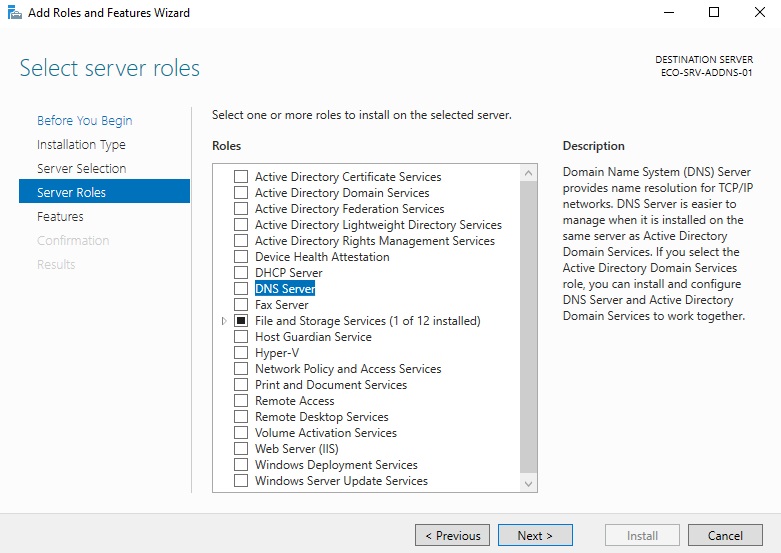 Add Roles and Features Wizard
Select server roles
DESTINATION SERVER
ECO-SRV-ADDNS-01
Before You Begin
Installation Type
Server Selection
Server Roles
Features
Confirmation
Results
Select one or more roles to install on the selected server.
Roles
Active Directory Certificate Services
Active Directory Domain Services
Active Directory Federation Services
Active Directory Lightweight Directory Services
Active Directory Rights Management Services
Device Health Attestation
DHCP Server
DNS Server
Fax Server
File and Storage Services (1 of 12 installed)
Host Guardian Service
Hyper-V
Network Policy and Access Services
Print and Document Services
Remote Access
Remote Desktop Services
Volume Activation Services
Web Server (IIS)
Windows Deployment Services
Windows Server Update Services
Description
Domain Name System (DNS) Server
provides name resolution for TCP/IP
networks. DNS Server is easier to
manage when it is installed on the
same server as Active Directory
Domain Services. If you select the
Active Directory Domain Services
role, you can install and configure
DNS Server and Active Directory
Domain Services to work together.
< Previous
Next >
Install
Cancel